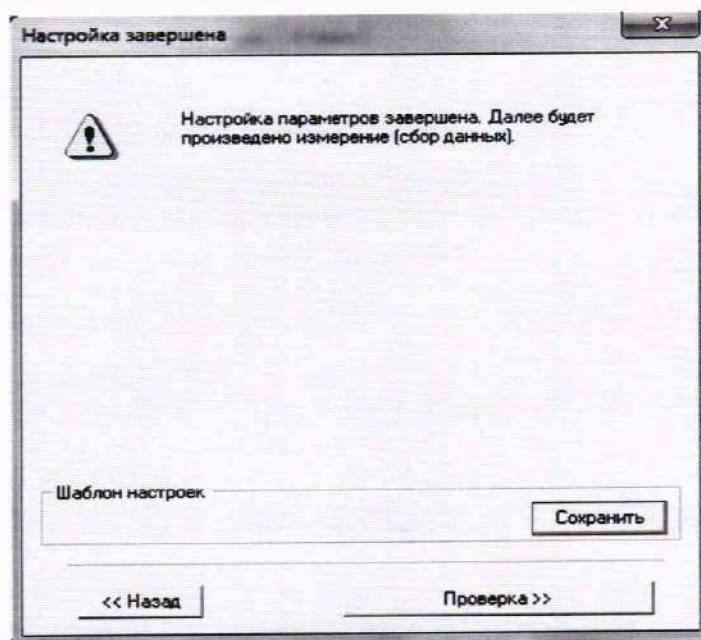 Настройка завершена
Настройка параметров завершена. Далее будет
произведено измерение (сбор данных).
Шаблон настроек
Сохранить
<< Назад
Проверка >>